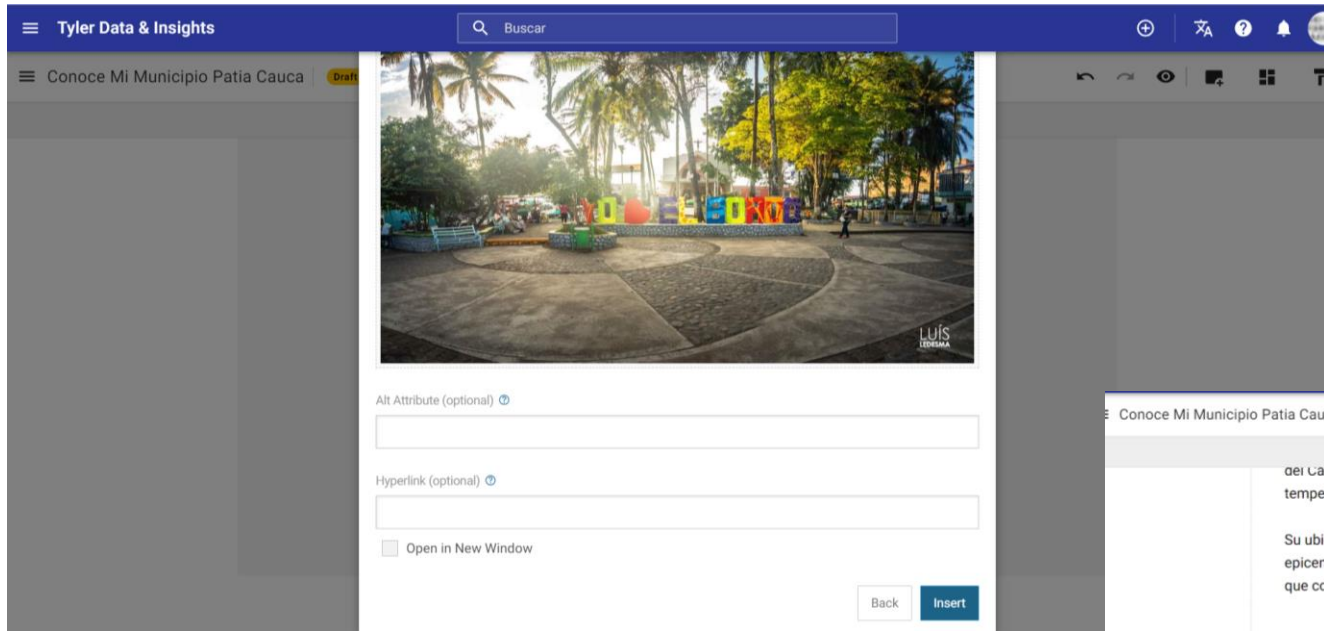 Tyler Data & Insights
Buscar
Conoce Mi Municipio Patia Cauca
Draft
YO EL BORDO
LUÍS
LEDESMA
Alt Attribute (optional)
Hyperlink (optional)
Open in New Window
Back
Insert
Conoce Mi Municipio Patia Cau
del Ca
tempe
Su ubi
epicen
que co